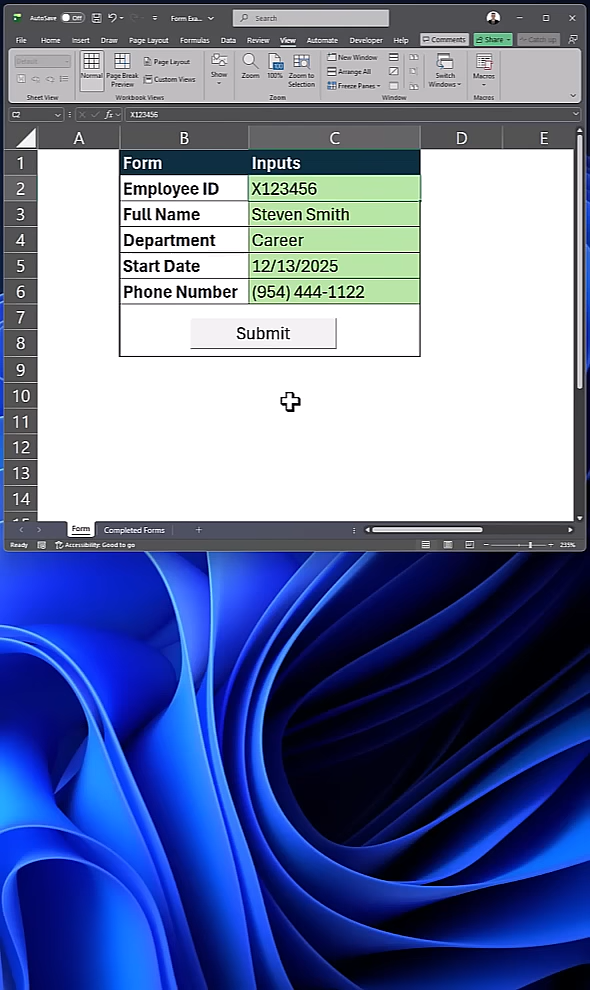 AutoSave Off Form Exa... Search
File Home Insert Draw Page Layout Formulas Data Review View Automate Developer Help Comments Share Catch up
Default
Normal Page Break Preview Page Layout Custom Views
Show Zoom 100% Zoom to Selection
New Window Arrange All Freeze Panes
Switch Windows Macros
Sheet View Workbook Views Zoom Window Macros
C2 fx X123456
A B C D E
1 Form Inputs
2 Employee ID X123456
3 Full Name Steven Smith
4 Department Career
5 Start Date 12/13/2025
6 Phone Number (954) 444-1122
7
Submit
8
9
10
11
12
13
14
15
Form Completed Forms +
Ready Accessibility: Good to go 235%